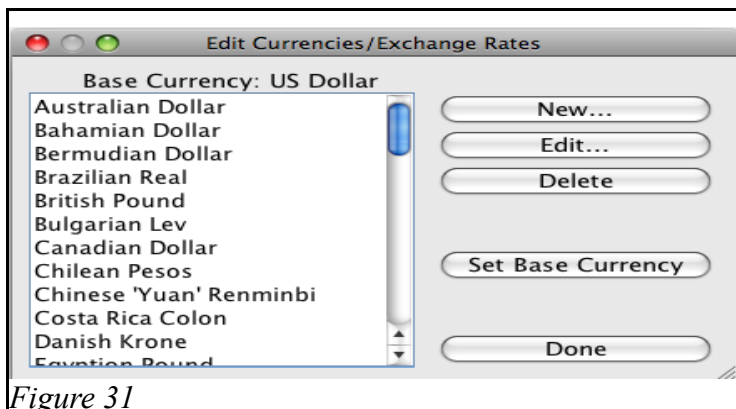 Edit Currencies/Exchange Rates
Base Currency: US Dollar
Australian Dollar
Bahamian Dollar
Bermudian Dollar
Brazilian Real
British Pound
Bulgarian Lev
Canadian Dollar
Chilean Pesos
Chinese 'Yuan' Renminbi
Costa Rica Colon
Danish Krone
Egyption Pound
New...
Edit...
Delete
Set Base Currency
Done
Figure 31